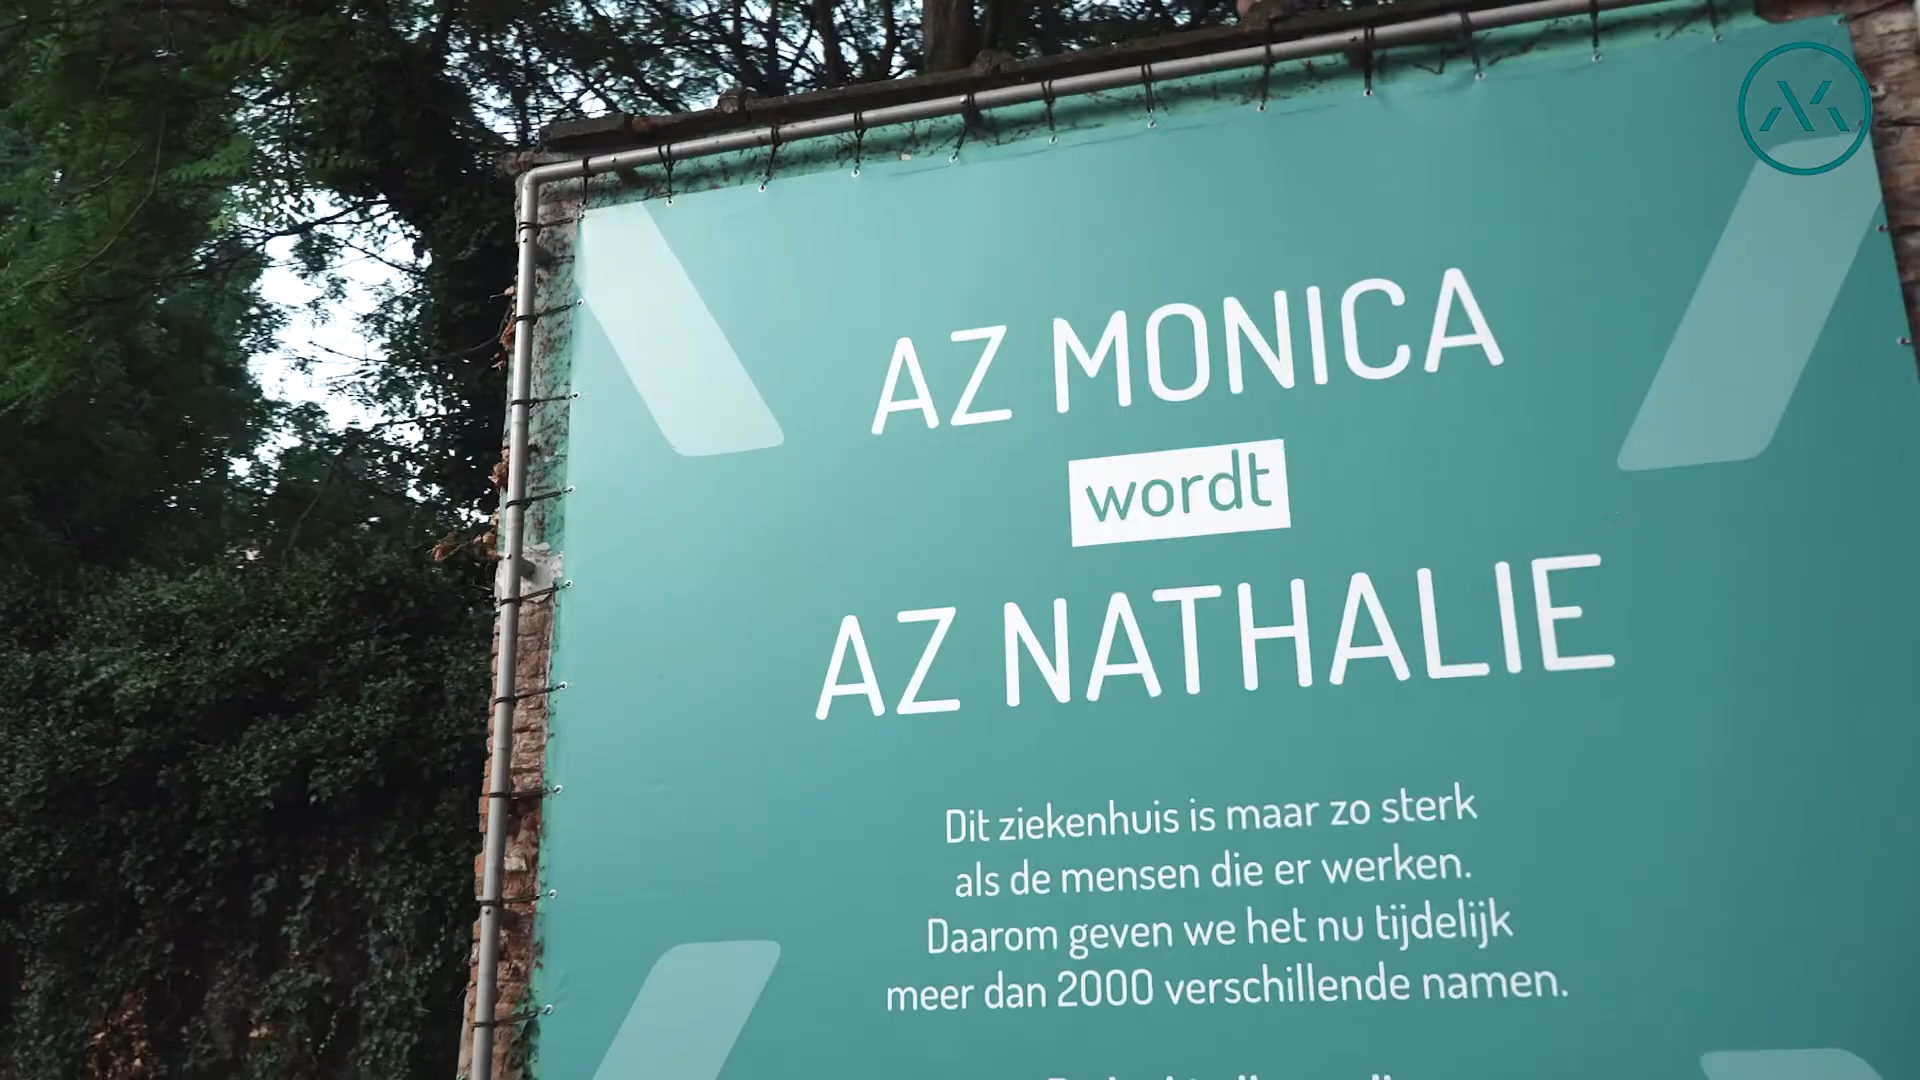 AZ MONICA
wordt
AZ NATHALIE
Dit ziekenhuis is maar zo sterk
als de mensen die er werken.
Daarom geven we het nu tijdelijk
meer dan 2000 verschillende namen.